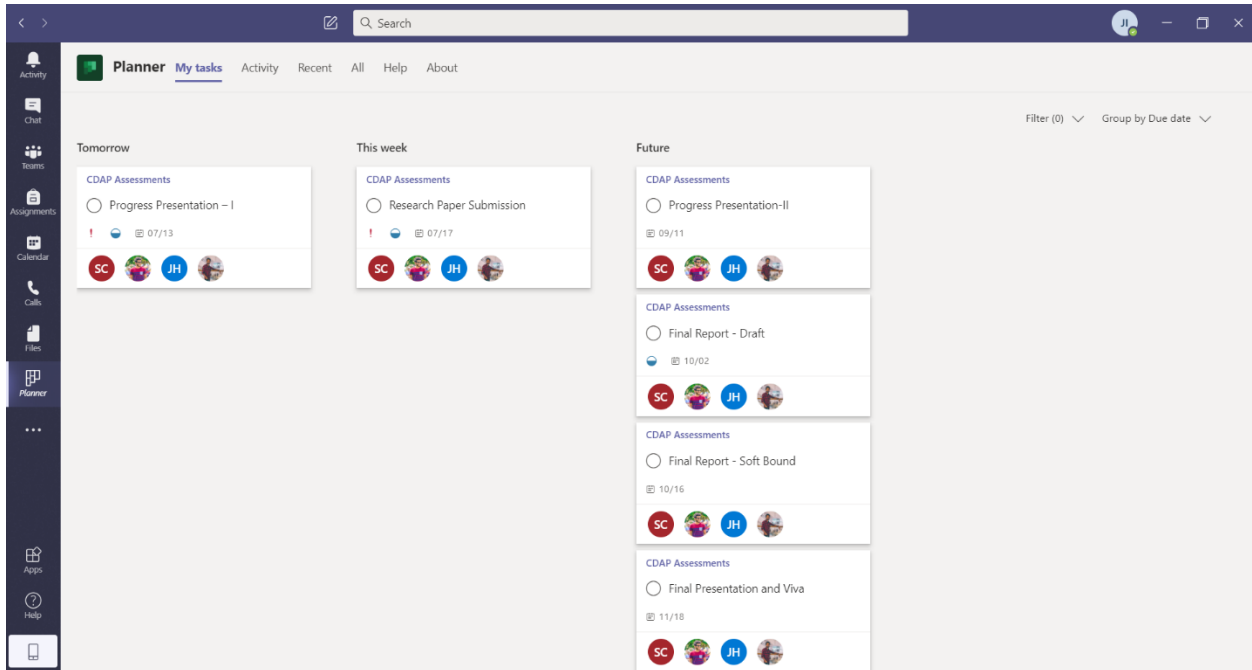 Search
JI
Activity
Chat
Teams
Assignments
Calendar
Calls
Files
Planner
Apps
Help
Planner My tasks Activity Recent All Help About
Filter (0) Group by Due date
Tomorrow
CDAP Assessments
Progress Presentation – I
! 07/13
SC JH
This week
CDAP Assessments
Research Paper Submission
! 07/17
SC JH
Future
CDAP Assessments
Progress Presentation-II
09/11
SC JH
CDAP Assessments
Final Report - Draft
10/02
SC JH
CDAP Assessments
Final Report - Soft Bound
10/16
SC JH
CDAP Assessments
Final Presentation and Viva
11/18
SC JH